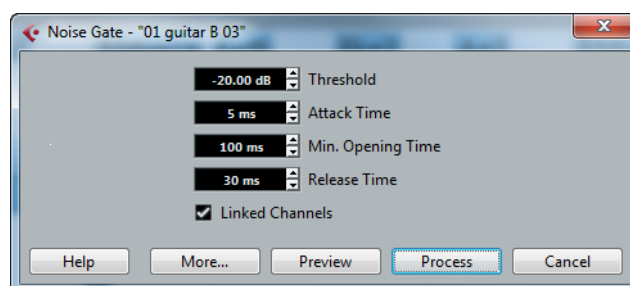 Noise Gate - "01 guitar B 03"
-20.00 dB Threshold
5 ms Attack Time
100 ms Min. Opening Time
30 ms Release Time
Linked Channels
Help More... Preview Process Cancel